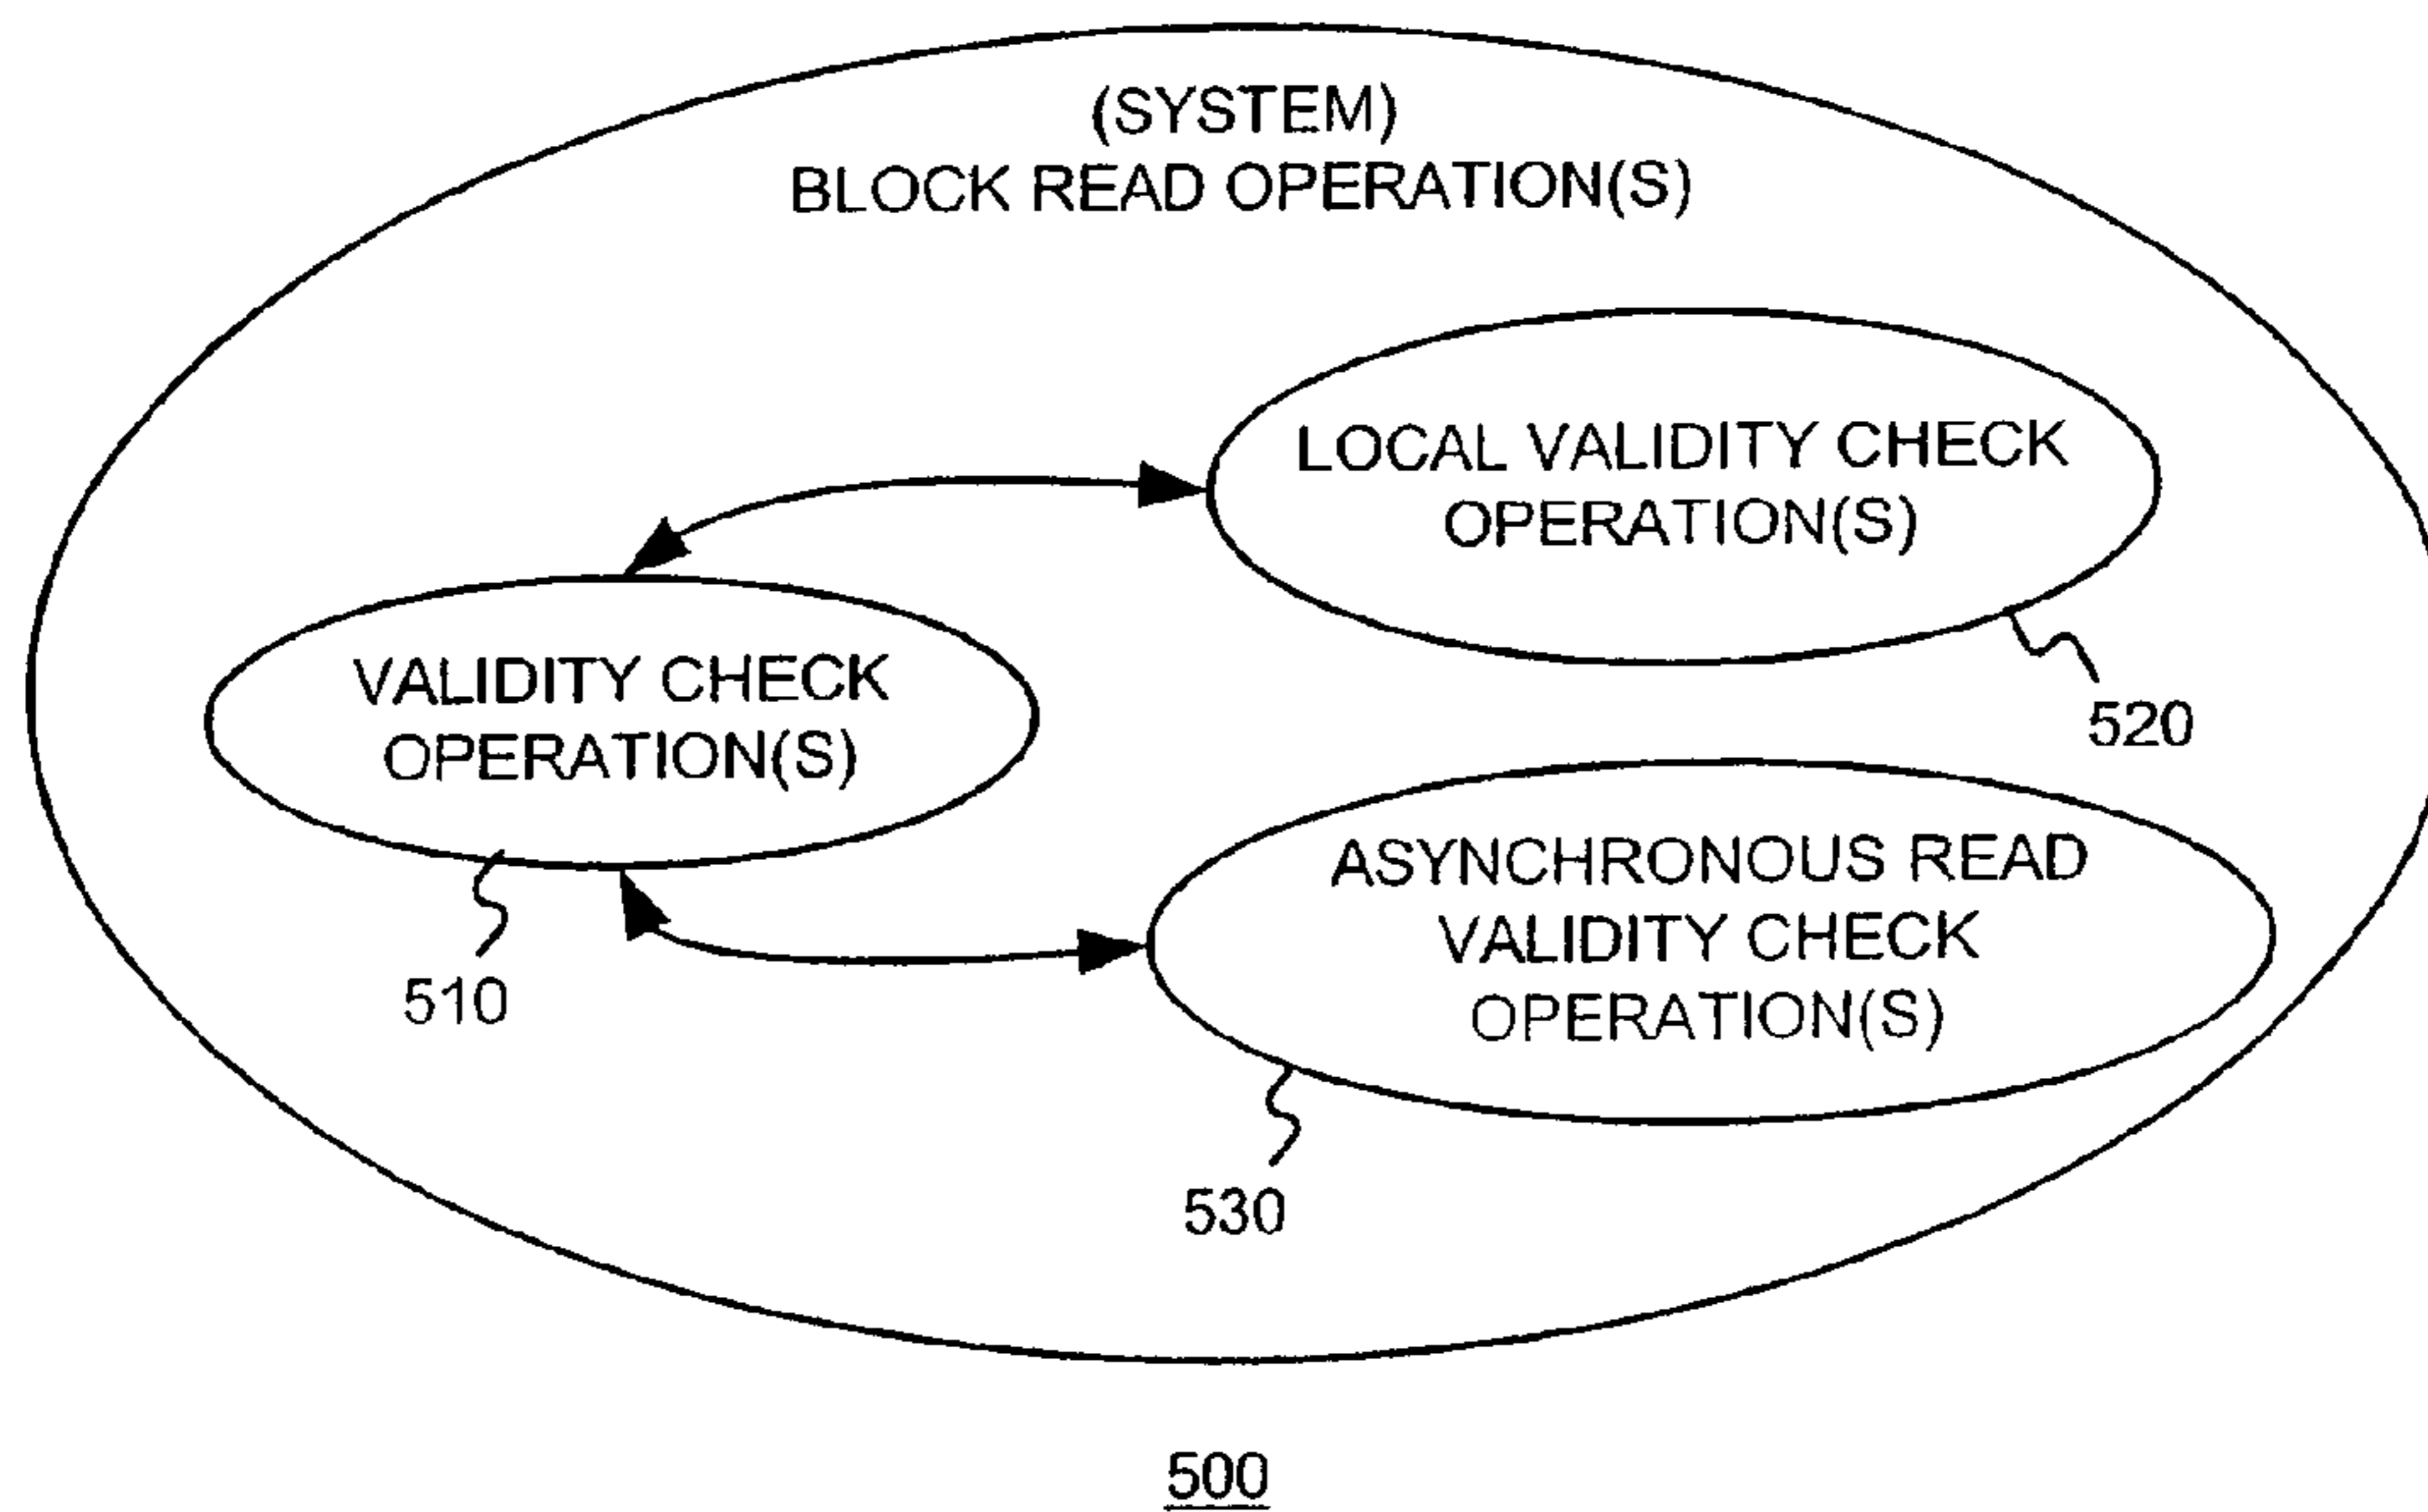 (SYSTEM)
BLOCK READ OPERATION(S)
LOCAL VALIDITY CHECK
OPERATION(S)
520
VALIDITY CHECK
OPERATION(S)
510
ASYNCHRONOUS READ
VALIDITY CHECK
OPERATION(S)
530
500